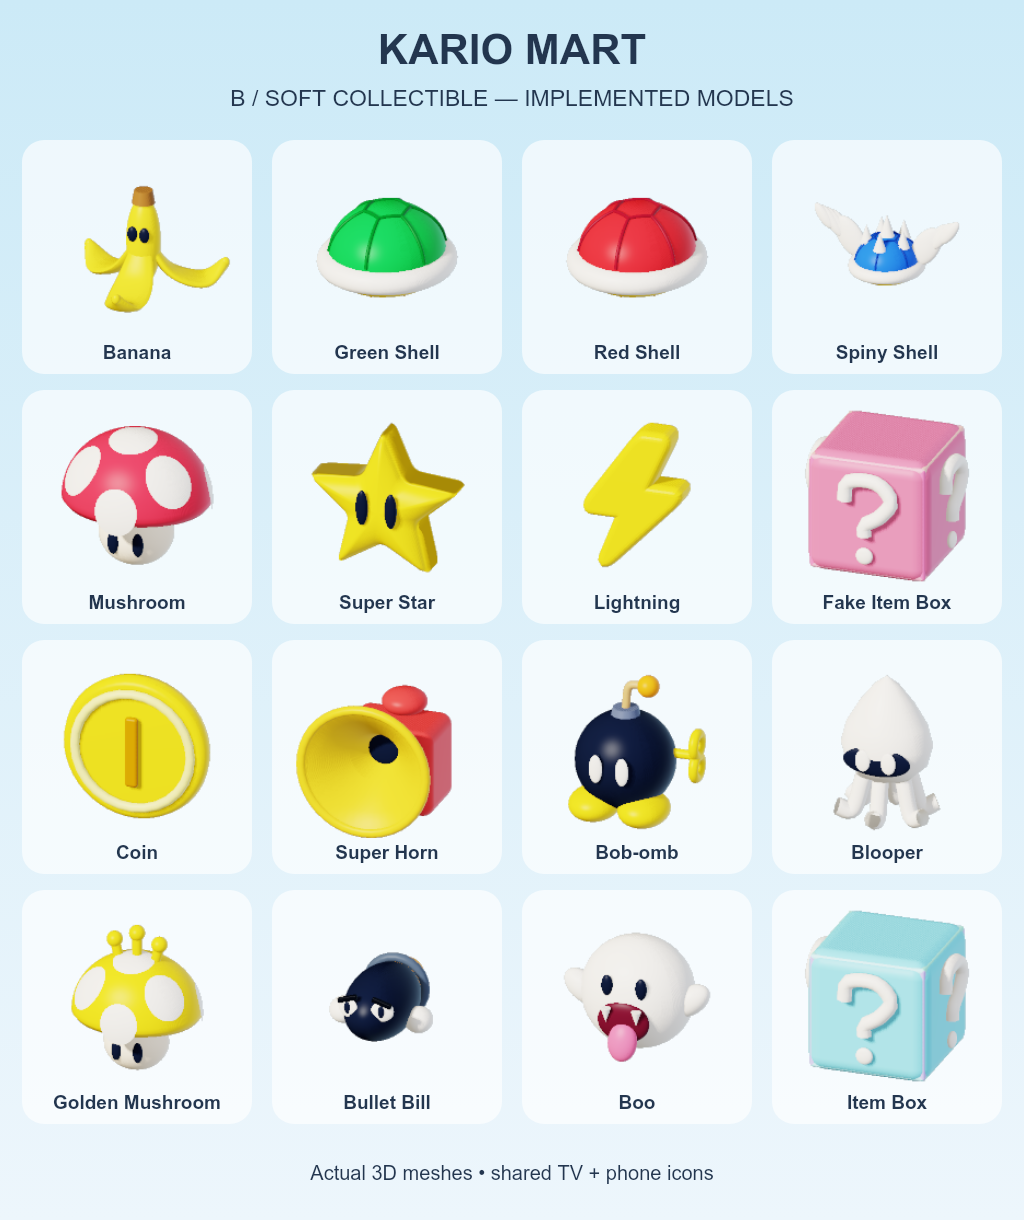 KARIO MART
B / SOFT COLLECTIBLE — IMPLEMENTED MODELS
Banana
Green Shell
Red Shell
Spiny Shell
Mushroom
Super Star
Lightning
? ?
Fake Item Box
Coin
Super Horn
Bob-omb
Blooper
Golden Mushroom
Bullet Bill
Boo
? ?
Item Box
Actual 3D meshes • shared TV + phone icons